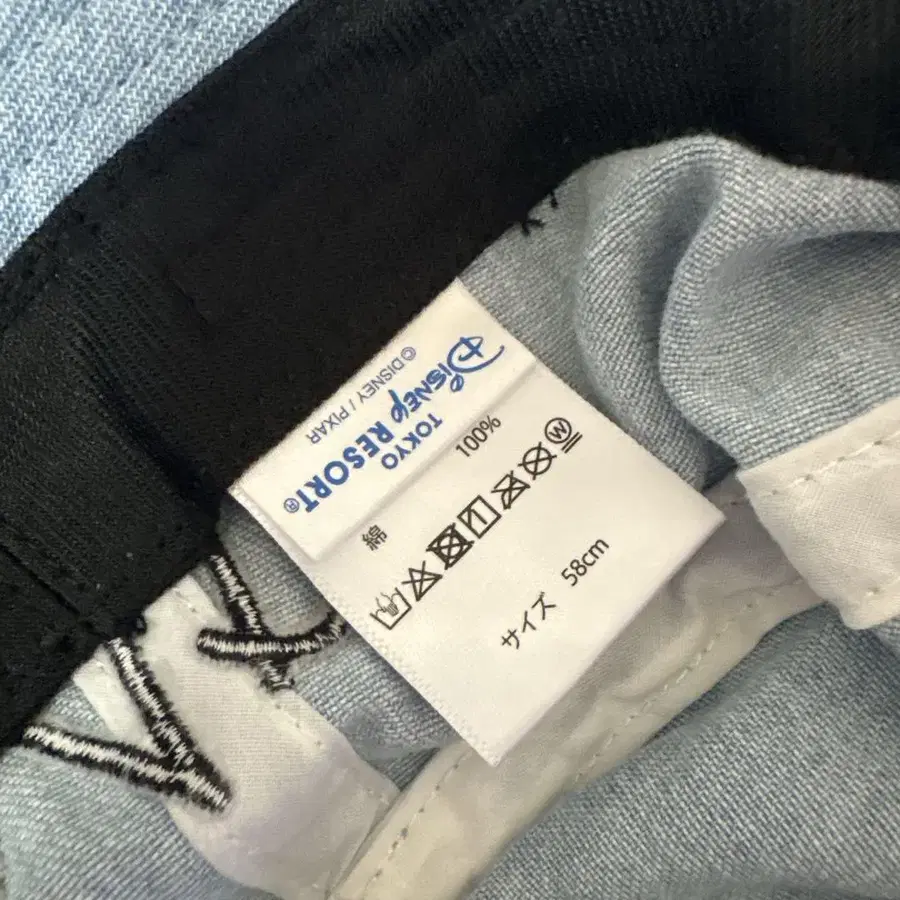 Disney
TOKYO
RESORT®
© DISNEY / PIXAR
綿 100%
サイズ 58cm